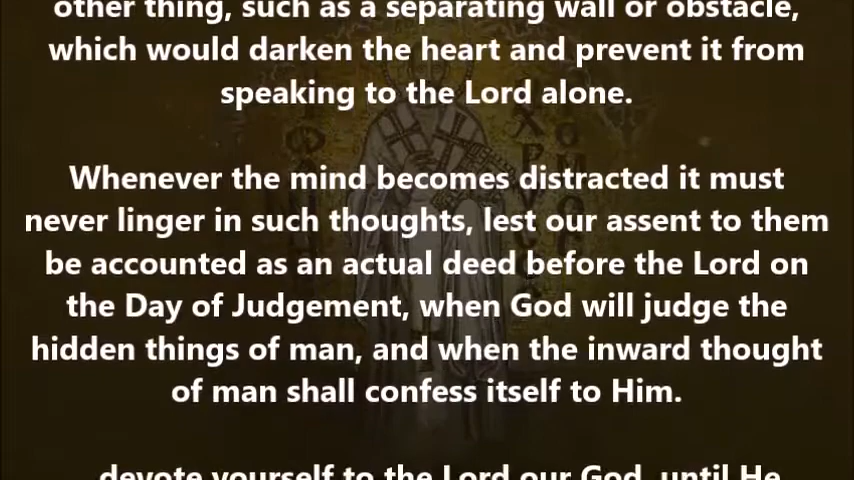 other thing, such as a separating wall or obstacle,
which would darken the heart and prevent it from
speaking to the Lord alone.
Whenever the mind becomes distracted it must
never linger in such thoughts, lest our assent to them
be accounted as an actual deed before the Lord on
the Day of Judgement, when God will judge the
hidden things of man, and when the inward thought
of man shall confess itself to Him.
devote yourself to the Lord our God, until He